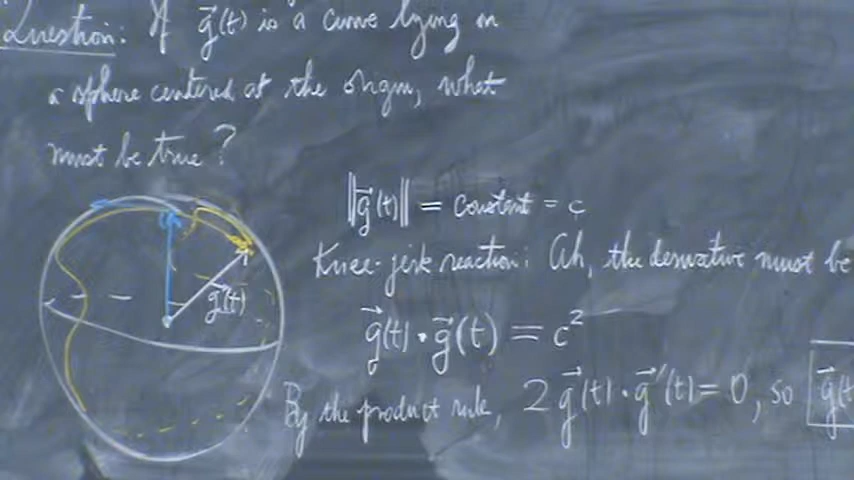 Question: If g⃗(t) is a curve lying on
a sphere centered at the origin, what
must be true?
‖g⃗(t)‖ = constant = c
Knee-jerk reaction: Ah, the derivative must be
g⃗(t)
g⃗(t) · g⃗(t) = c²
By the product rule, 2 g⃗(t) · g⃗'(t) = 0, so g⃗(t